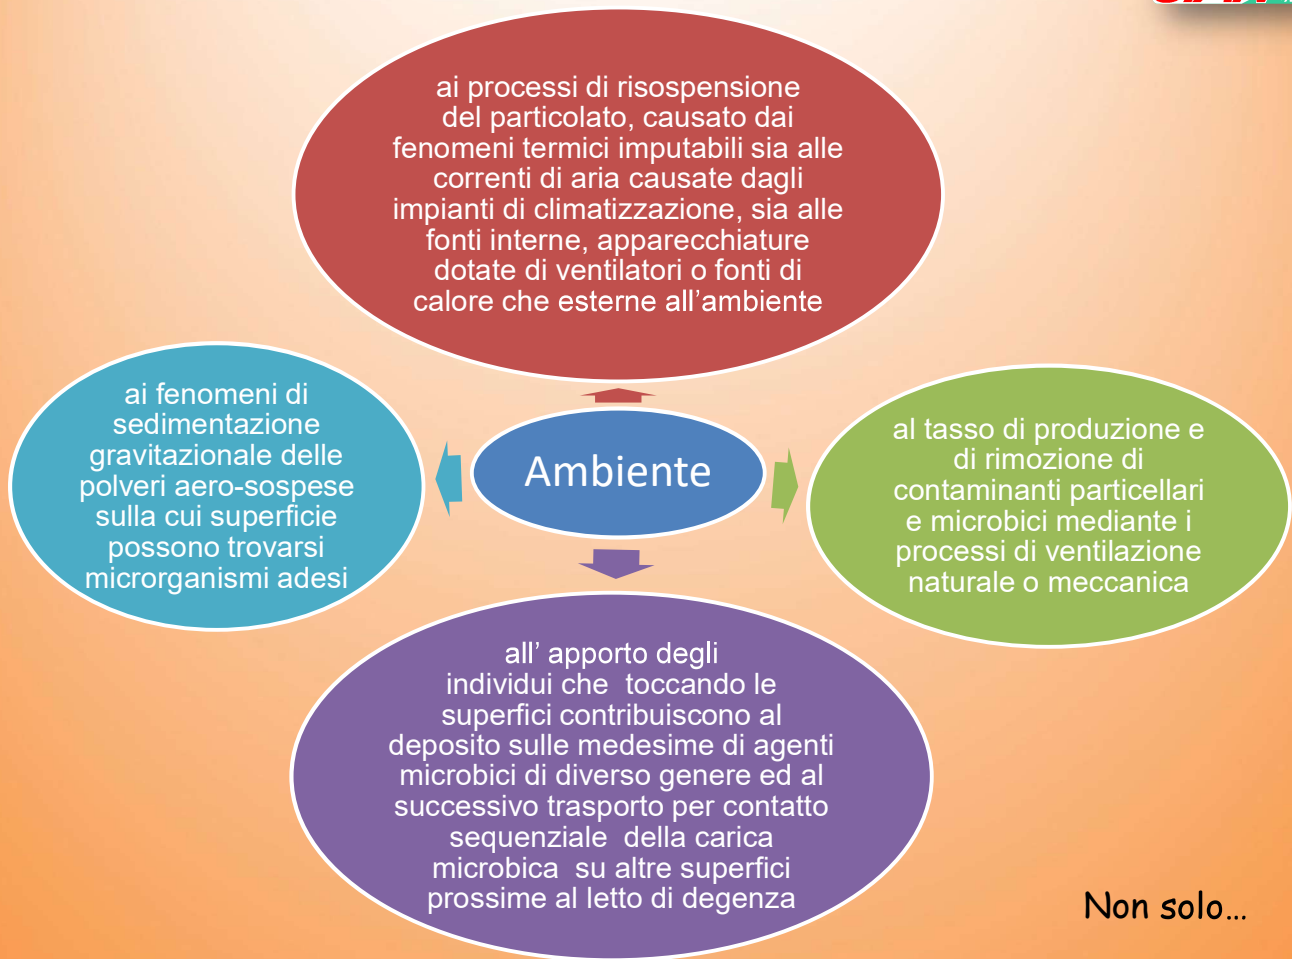 ai processi di risospensione
del particolato, causato dai
fenomeni termici imputabili sia alle
correnti di aria causate dagli
impianti di climatizzazione, sia alle
fonti interne, apparecchiature
dotate di ventilatori o fonti di
calore che esterne all’ambiente
ai fenomeni di
sedimentazione
gravitazionale delle
polveri aero-sospese
sulla cui superficie
possono trovarsi
microrganismi adesi
Ambiente
al tasso di produzione e
di rimozione di
contaminanti particellari
e microbici mediante i
processi di ventilazione
naturale o meccanica
all’ apporto degli
individui che toccando le
superfici contribuiscono al
deposito sulle medesime di agenti
microbici di diverso genere ed al
successivo trasporto per contatto
sequenziale della carica
microbica su altre superfici
prossime al letto di degenza
Non solo...